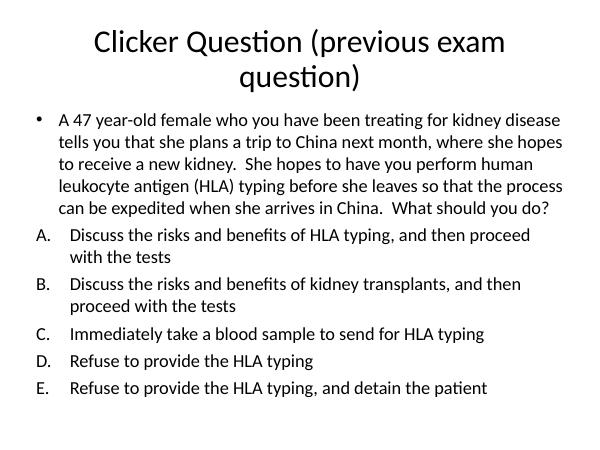 Clicker Question (previous exam
question)
• A 47 year-old female who you have been treating for kidney disease
tells you that she plans a trip to China next month, where she hopes
to receive a new kidney.  She hopes to have you perform human
leukocyte antigen (HLA) typing before she leaves so that the process
can be expedited when she arrives in China.  What should you do?
A. Discuss the risks and benefits of HLA typing, and then proceed
with the tests
B. Discuss the risks and benefits of kidney transplants, and then
proceed with the tests
C. Immediately take a blood sample to send for HLA typing
D. Refuse to provide the HLA typing
E. Refuse to provide the HLA typing, and detain the patient